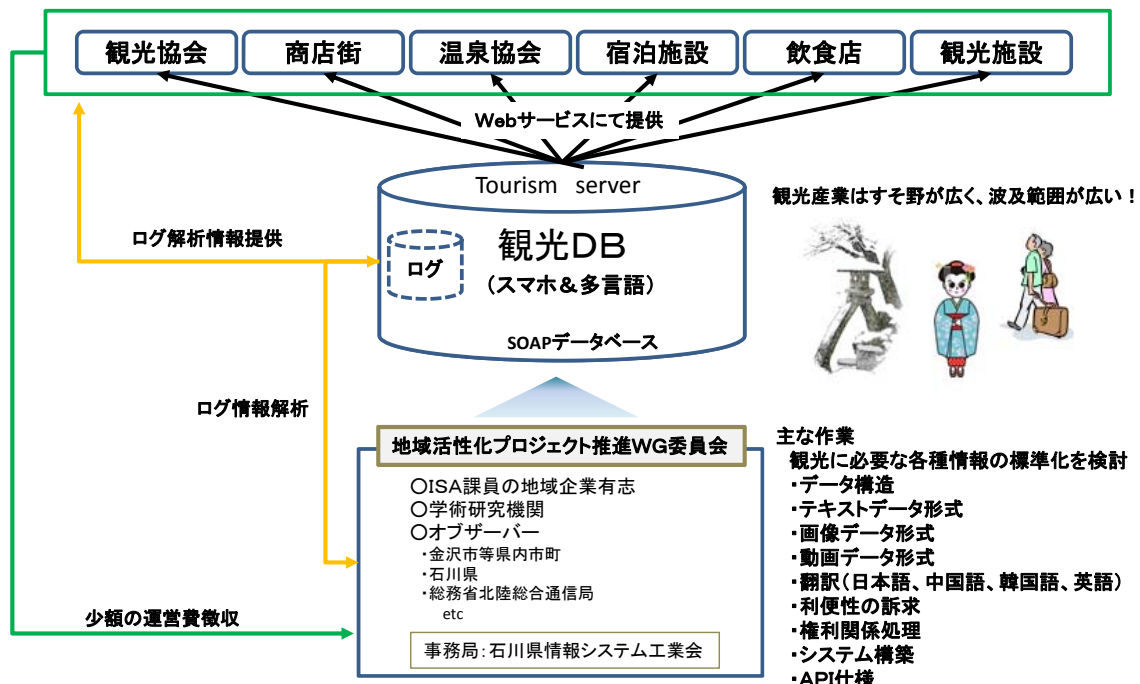 観光協会
商店街
温泉協会
宿泊施設
飲食店
観光施設
Webサービスにて提供
Tourism server
観光DB
(スマホ&多言語)
ログ
SOAPデータベース
ログ解析情報提供
観光産業はすそ野が広く、波及範囲が広い!
ログ情報解析
地域活性化プロジェクト推進WG委員会
〇ISA課員の地域企業有志
〇学術研究機関
〇オブザーバー
・金沢市等県内市町
・石川県
・総務省北陸総合通信局
etc
事務局:石川県情報システム工業会
少額の運営費徴収
主な作業
観光に必要な各種情報の標準化を検討
・データ構造
・テキストデータ形式
・画像データ形式
・動画データ形式
・翻訳(日本語、中国語、韓国語、英語)
・利便性の訴求
・権利関係処理
・システム構築
・API仕様